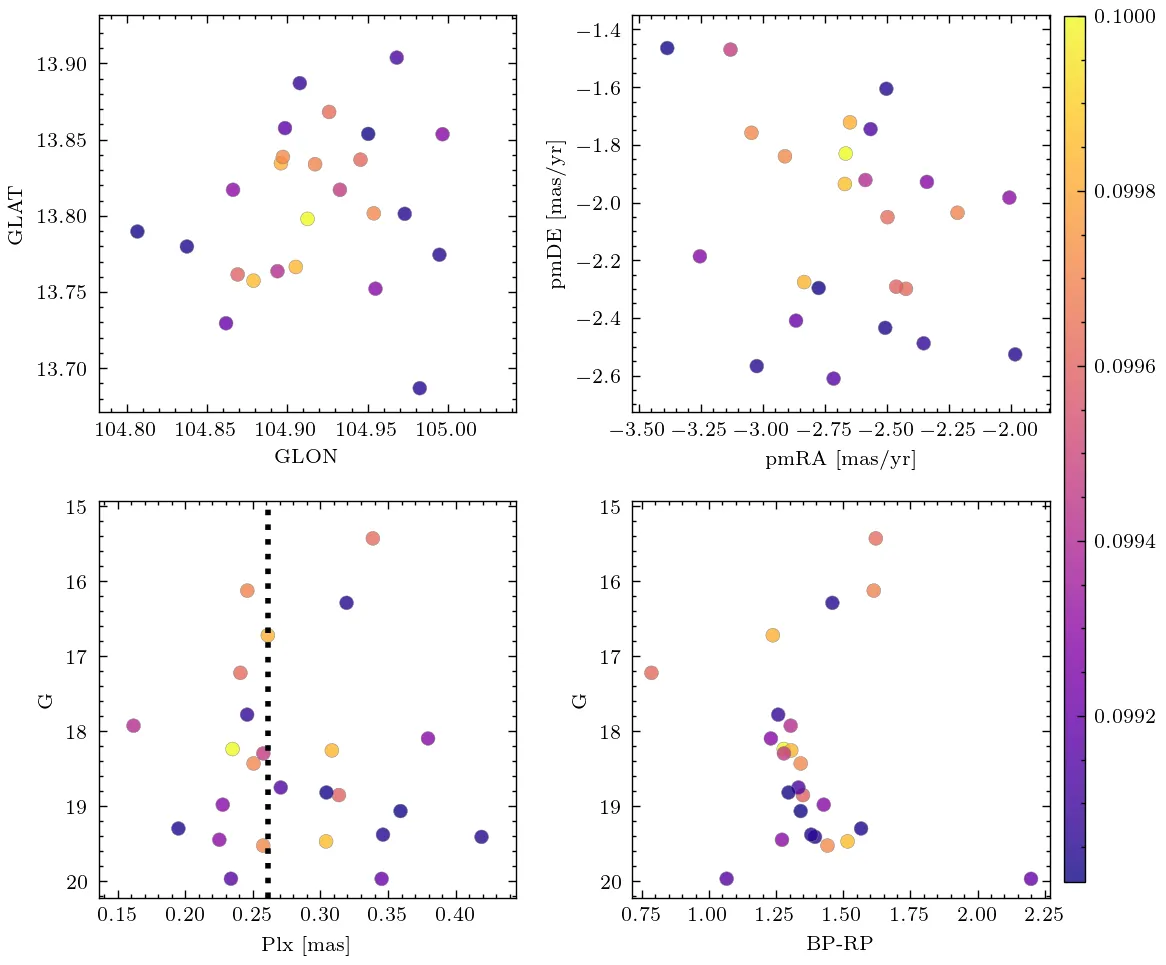 13.90
13.85
13.80
13.75
13.70
GLAT
104.80 104.85 104.90 104.95 105.00
GLON
−1.4
−1.6
−1.8
−2.0
−2.2
−2.4
−2.6
pmDE [mas/yr]
−3.50 −3.25 −3.00 −2.75 −2.50 −2.25 −2.00
pmRA [mas/yr]
0.1000
0.0998
0.0996
0.0994
0.0992
15
16
17
18
19
20
G
0.15 0.20 0.25 0.30 0.35 0.40
Plx [mas]
15
16
17
18
19
20
G
0.75 1.00 1.25 1.50 1.75 2.00 2.25
BP-RP